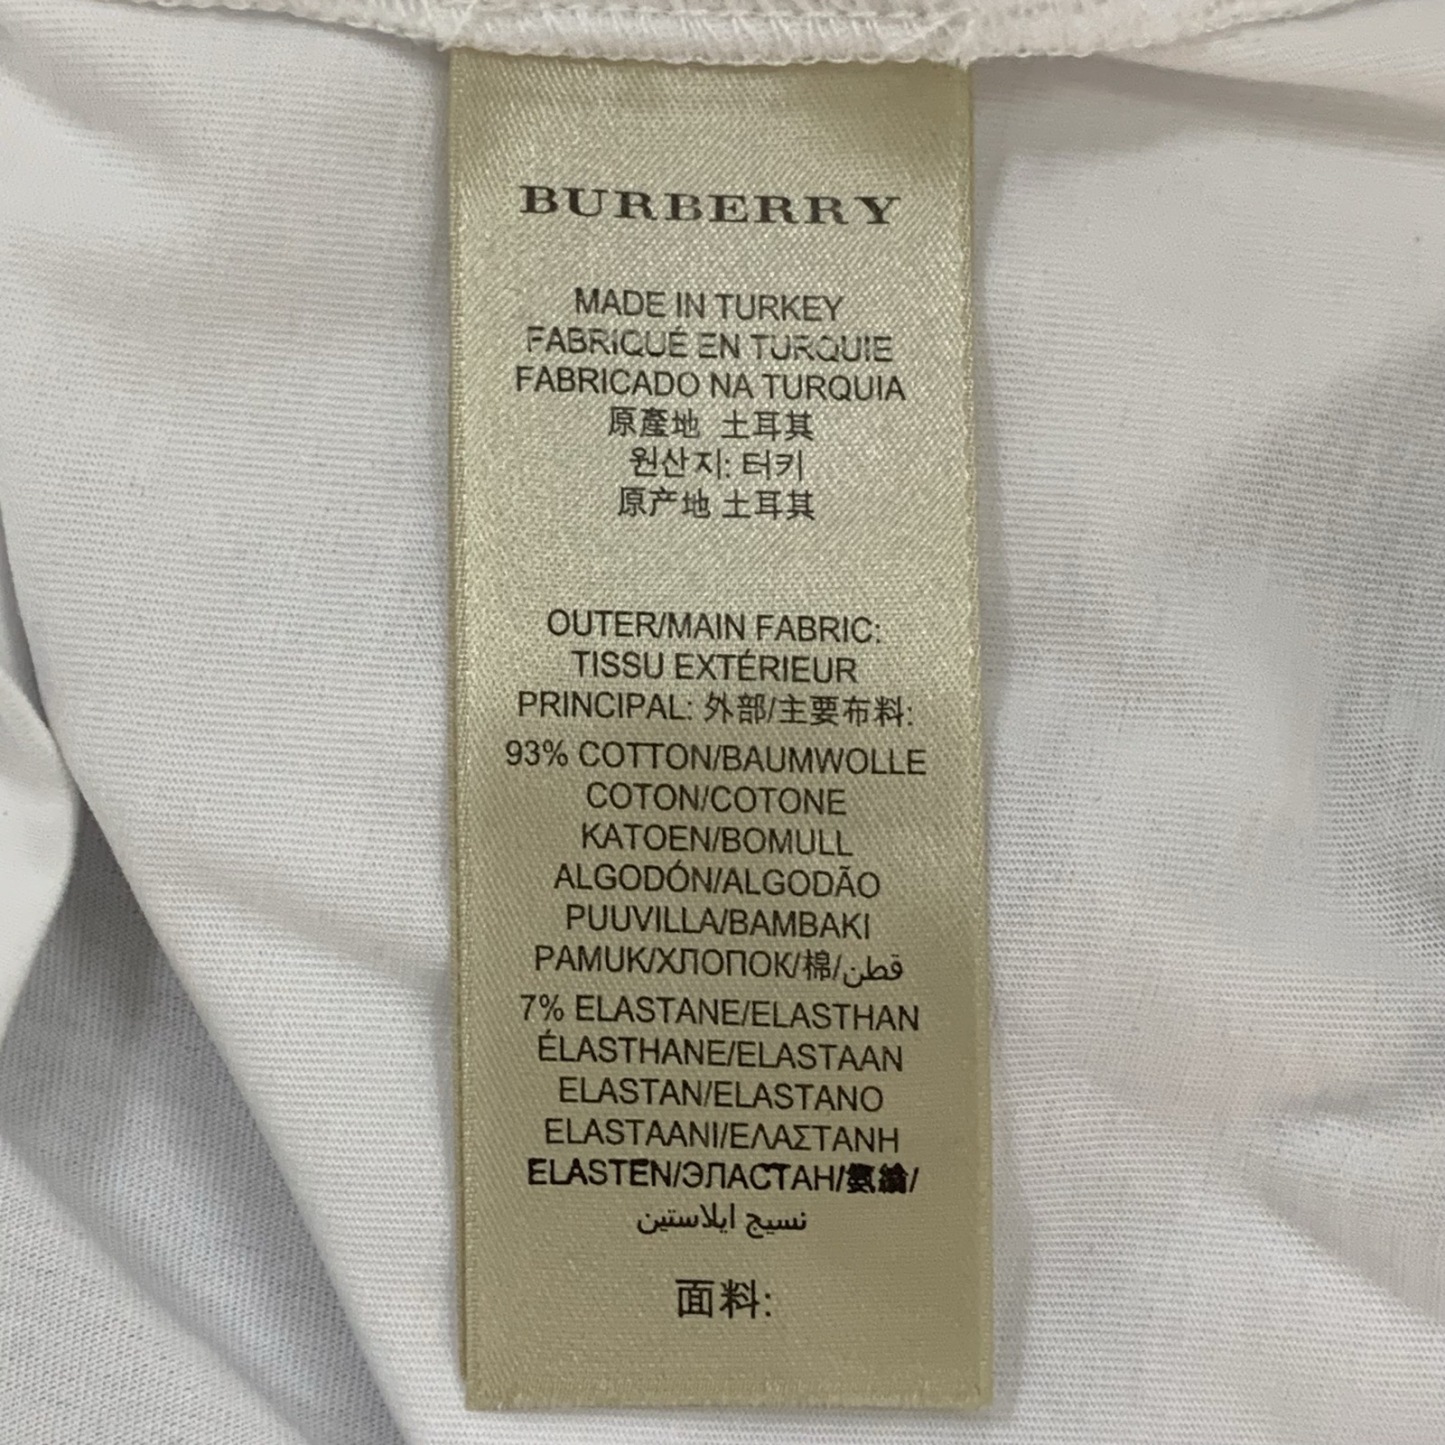 BURBERRY
MADE IN TURKEY
FABRIQUÉ EN TURQUIE
FABRICADO NA TURQUIA
原產地 土耳其
원산지: 터키
原产地 土耳其
OUTER/MAIN FABRIC:
TISSU EXTÉRIEUR
PRINCIPAL: 外部/主要布料:
93% COTTON/BAUMWOLLE
COTON/COTONE
KATOEN/BOMULL
ALGODÓN/ALGODÃO
PUUVILLA/BAMBAKI
PAMUK/ХЛОПОК/棉/قطن
7% ELASTANE/ELASTHAN
ÉLASTHANE/ELASTAAN
ELASTAN/ELASTANO
ELASTAANI/ΕΛΑΣΤΑΝΗ
ELASTEN/ЭЛАСТАН/氨綸/
نسيج ايلاستين
面料: